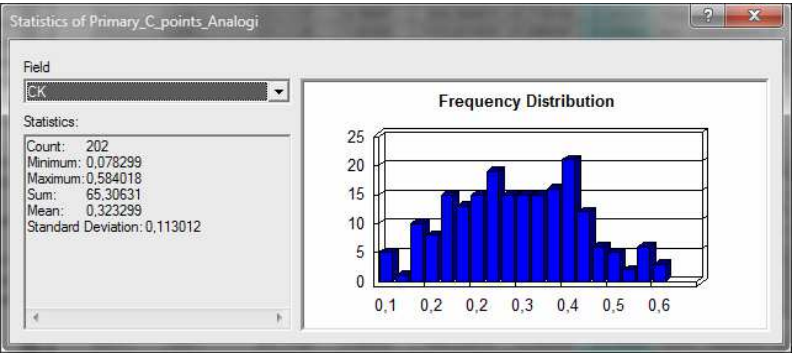 Statistics of Primary_C_points_Analogi
?
X
Field
CK
Statistics:
Count: 202
Minimum: 0,078299
Maximum: 0,584018
Sum: 65,30631
Mean: 0,323299
Standard Deviation: 0,113012
Frequency Distribution
25
20
15
10
5
0
0,1 0,2 0,2 0,3 0,4 0,5 0,6